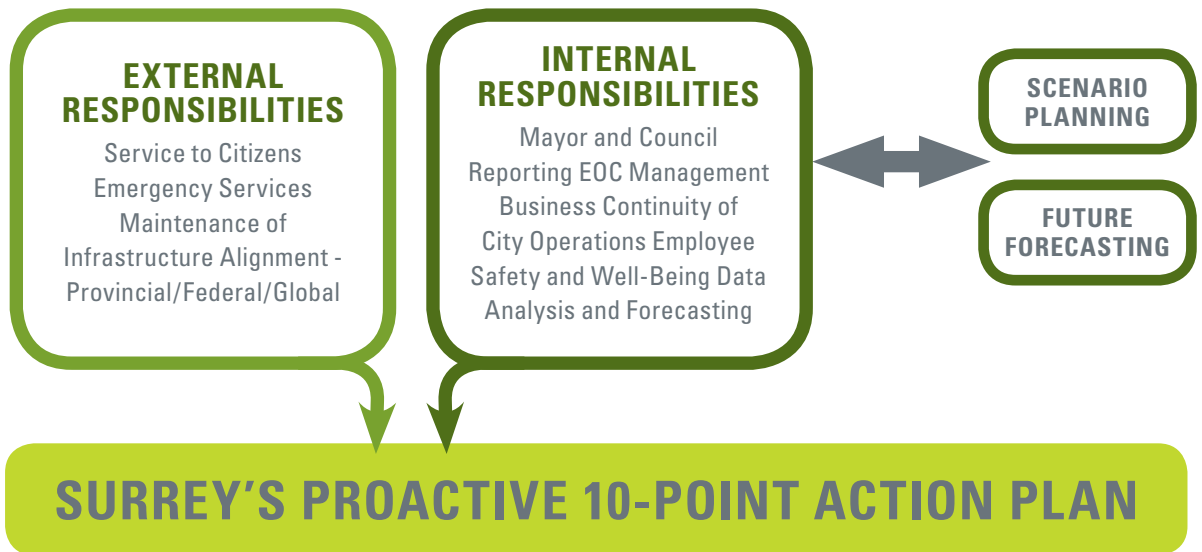 EXTERNAL
RESPONSIBILITIES
Service to Citizens
Emergency Services
Maintenance of
Infrastructure Alignment -
Provincial/Federal/Global
INTERNAL
RESPONSIBILITIES
Mayor and Council
Reporting EOC Management
Business Continuity of
City Operations Employee
Safety and Well-Being Data
Analysis and Forecasting
SCENARIO
PLANNING
FUTURE
FORECASTING
SURREY'S PROACTIVE 10-POINT ACTION PLAN